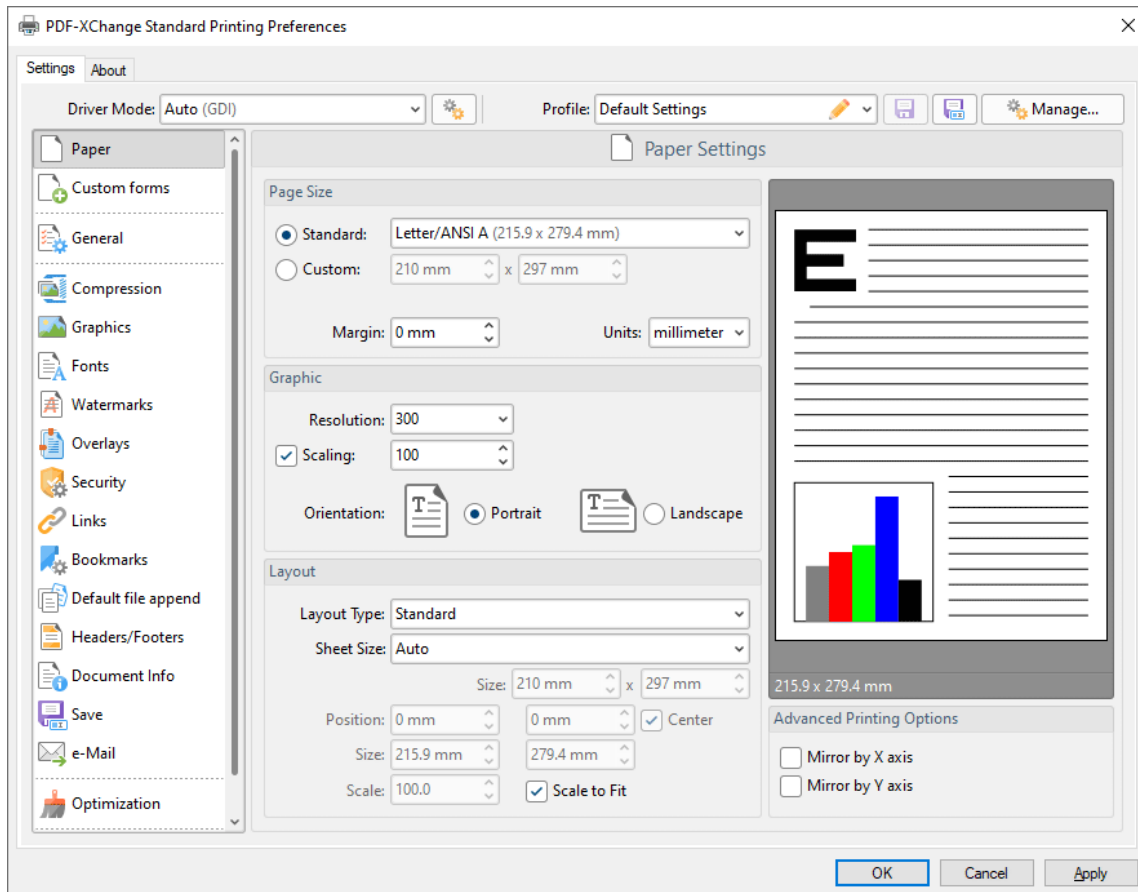 PDF-XChange Standard Printing Preferences
Settings About
Driver Mode: Auto (GDI) Profile: Default Settings Manage...
Paper
Custom forms
General
Compression
Graphics
Fonts
Watermarks
Overlays
Security
Links
Bookmarks
Default file append
Headers/Footers
Document Info
Save
e-Mail
Optimization
Paper Settings
Page Size
Standard: Letter/ANSI A (215.9 x 279.4 mm)
Custom: 210 mm x 297 mm
Margin: 0 mm Units: millimeter
Graphic
Resolution: 300
Scaling: 100
Orientation: Portrait Landscape
Layout
Layout Type: Standard
Sheet Size: Auto
Size: 210 mm x 297 mm
Position: 0 mm 0 mm Center
Size: 215.9 mm 279.4 mm
Scale: 100.0 Scale to Fit
E
215.9 x 279.4 mm
Advanced Printing Options
Mirror by X axis
Mirror by Y axis
OK Cancel Apply